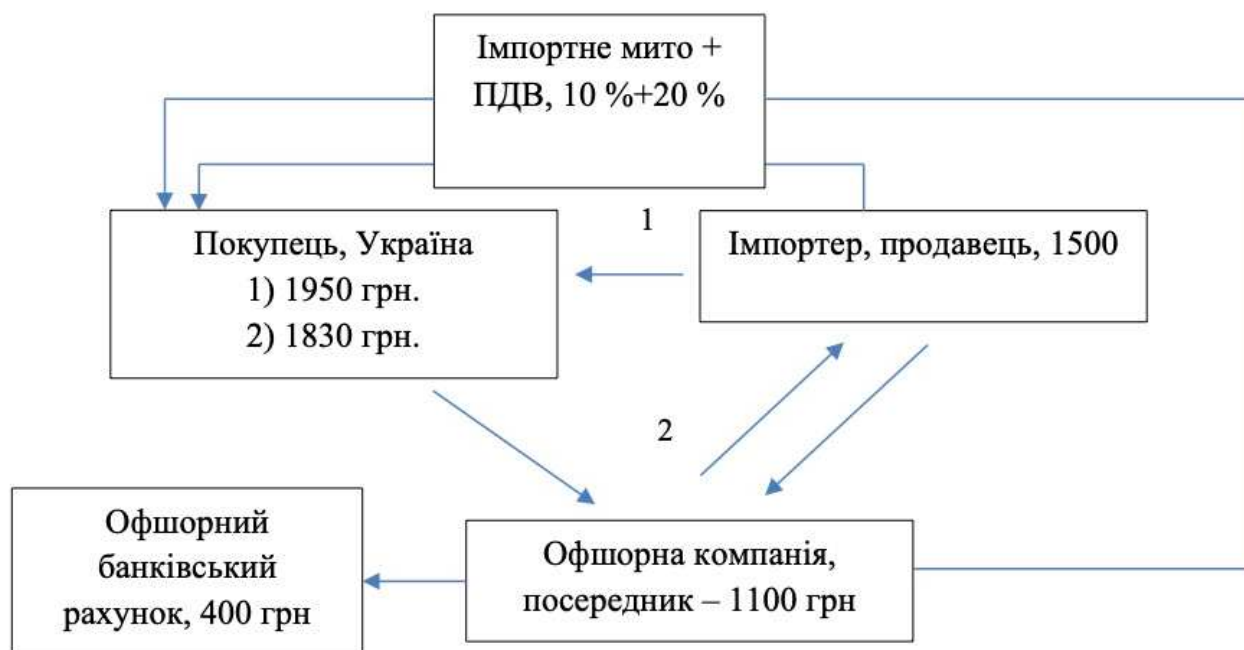 Імпортне мито +
ПДВ, 10 %+20 %
Покупець, Україна
1) 1950 грн.
2) 1830 грн.
1
Імпортер, продавець, 1500
2
Офшорний
банківський
рахунок, 400 грн
Офшорна компанія,
посередник – 1100 грн